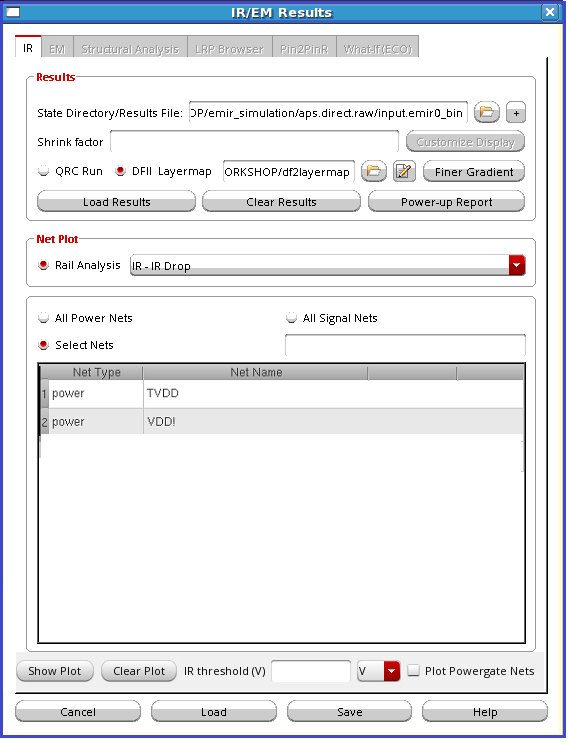 IR/EM Results
IR EM Structural Analysis LRP Browser Pin2PinR What-If (ECO)
Results
State Directory/Results File: OP/emir_simulation/aps.direct.raw/input.emir0_bin +
Shrink factor Customize Display
QRC Run DFII Layermap ORKSHOP/df2layermap Finer Gradient
Load Results Clear Results Power-up Report
Net Plot
Rail Analysis IR - IR Drop
All Power Nets All Signal Nets
Select Nets
Net Type Net Name
1 power TVDD
2 power VDD!
Show Plot Clear Plot IR threshold (V) V Plot Powergate Nets
Cancel Load Save Help